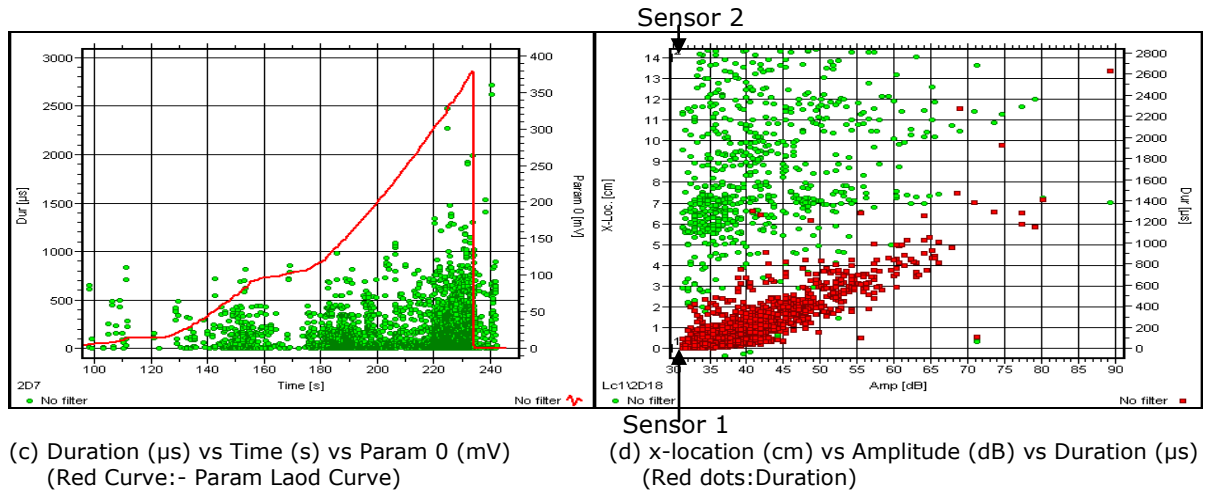 Sensor 2
3000
2500
2000
1500
1000
500
0
Dur [µs]
400
350
300
250
200
150
100
50
0
Param 0 [mV]
100 120 140 160 180 200 220 240
Time [s]
2D7
No filter
No filter
14
13
12
11
10
9
8
7
6
5
4
3
2
1
0
X-Loc. [cm]
1
2800
2600
2400
2200
2000
1800
1600
1400
1200
1000
800
600
400
200
0
Dur [µs]
30 35 40 45 50 55 60 65 70 75 80 85 90
Amp [dB]
Lc1\2D18
No filter
No filter
Sensor 1
(c) Duration (µs) vs Time (s) vs Param 0 (mV)
(Red Curve:- Param Laod Curve)
(d) x-location (cm) vs Amplitude (dB) vs Duration (µs)
(Red dots:Duration)